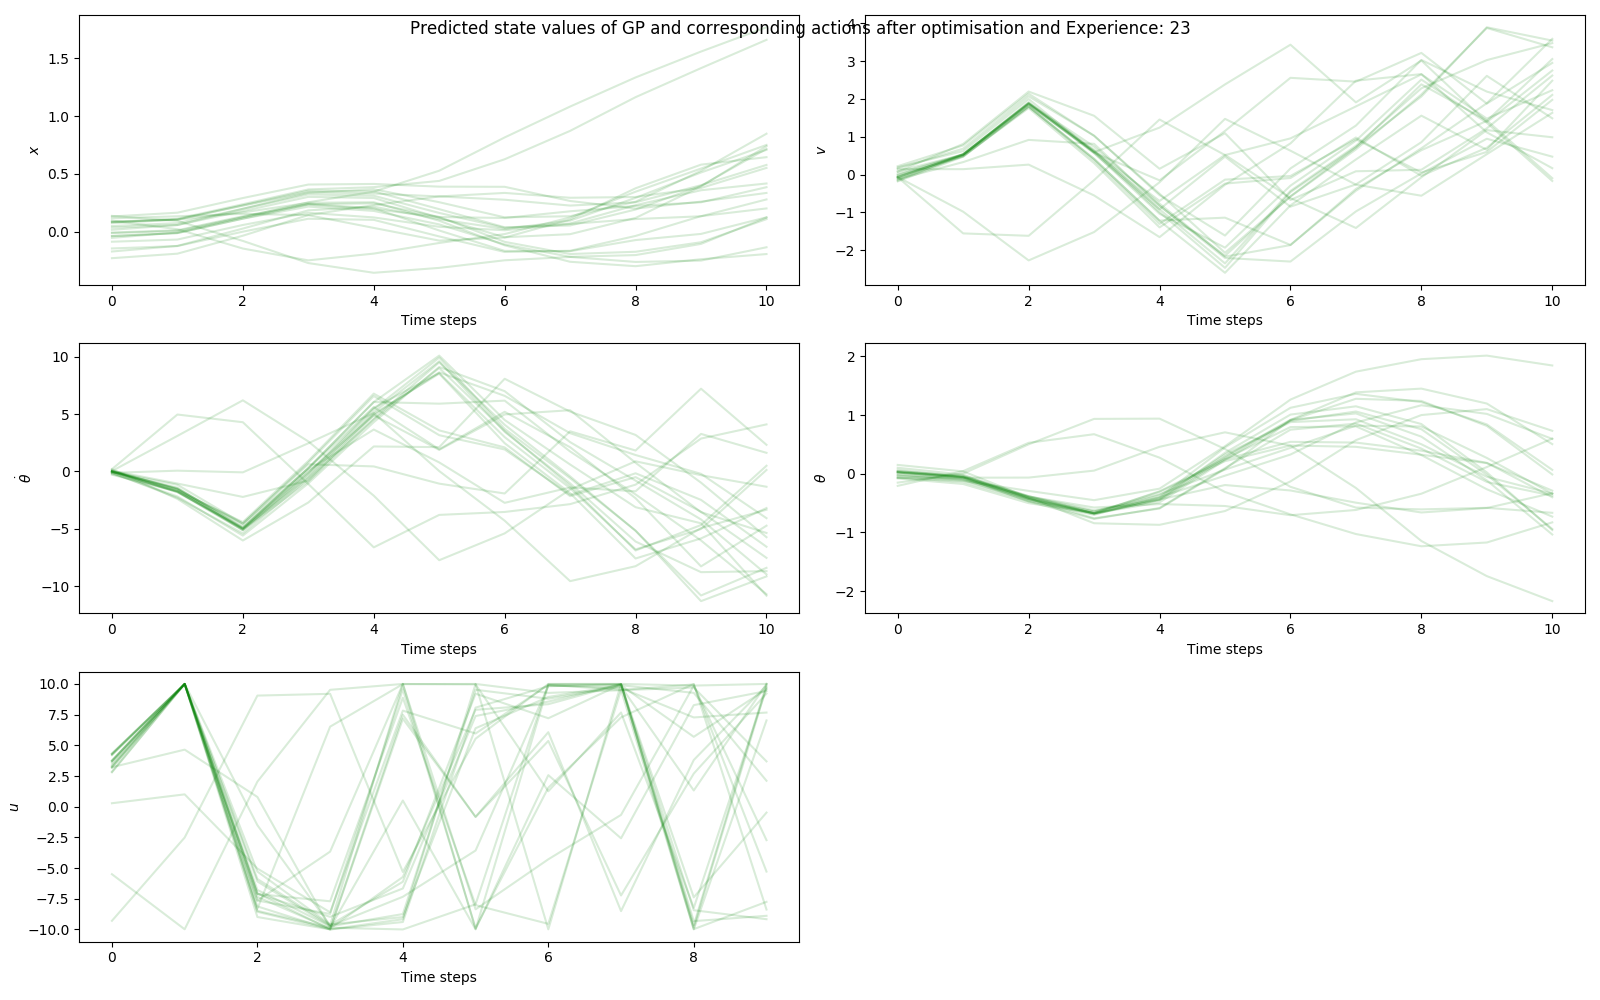 Predicted state values of GP and corresponding actions after optimisation and Experience: 23
1.5
1.0
0.5
0.0
x
0 2 4 6 8 10
Time steps
4
3
2
1
0
−1
−2
v
0 2 4 6 8 10
Time steps
10
5
0
−5
−10
θ̇
0 2 4 6 8 10
Time steps
2
1
0
−1
−2
θ
0 2 4 6 8 10
Time steps
10.0
7.5
5.0
2.5
0.0
−2.5
−5.0
−7.5
−10.0
u
0 2 4 6 8
Time steps